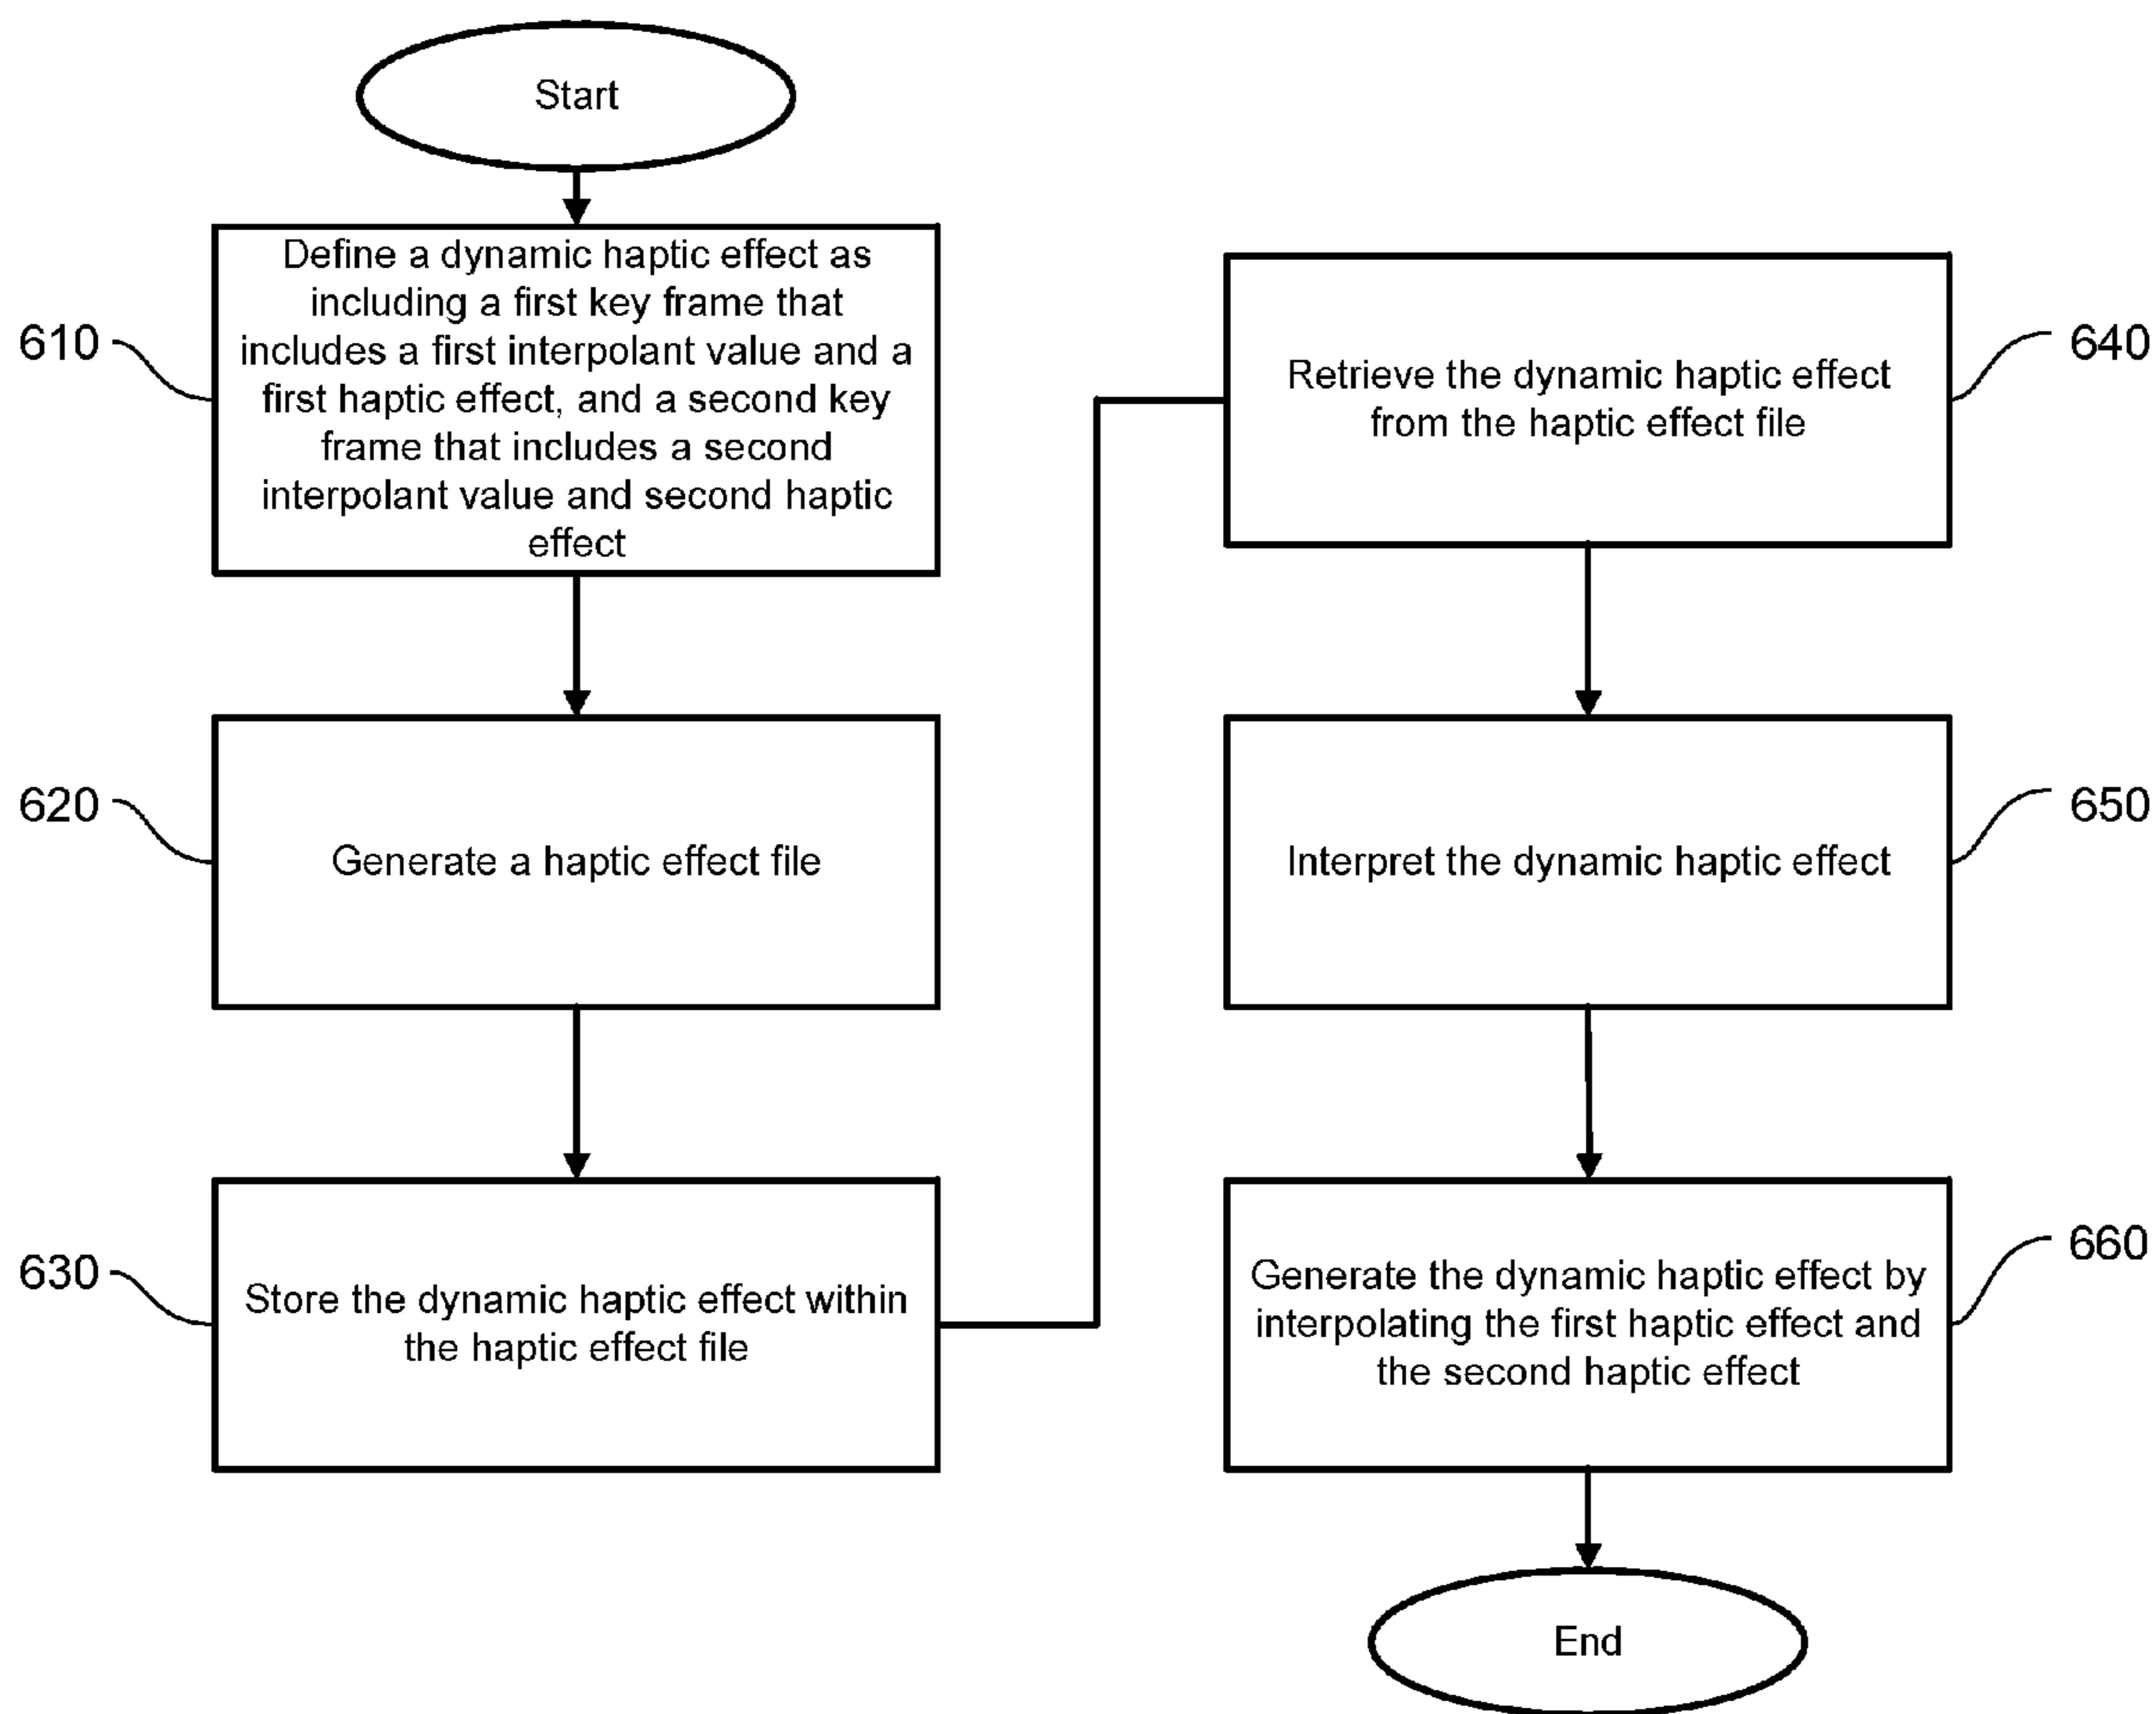 Start
610
Define a dynamic haptic effect as
including a first key frame that
includes a first interpolant value and a
first haptic effect, and a second key
frame that includes a second
interpolant value and second haptic
effect
620
Generate a haptic effect file
630
Store the dynamic haptic effect within
the haptic effect file
640
Retrieve the dynamic haptic effect
from the haptic effect file
650
Interpret the dynamic haptic effect
660
Generate the dynamic haptic effect by
interpolating the first haptic effect and
the second haptic effect
End